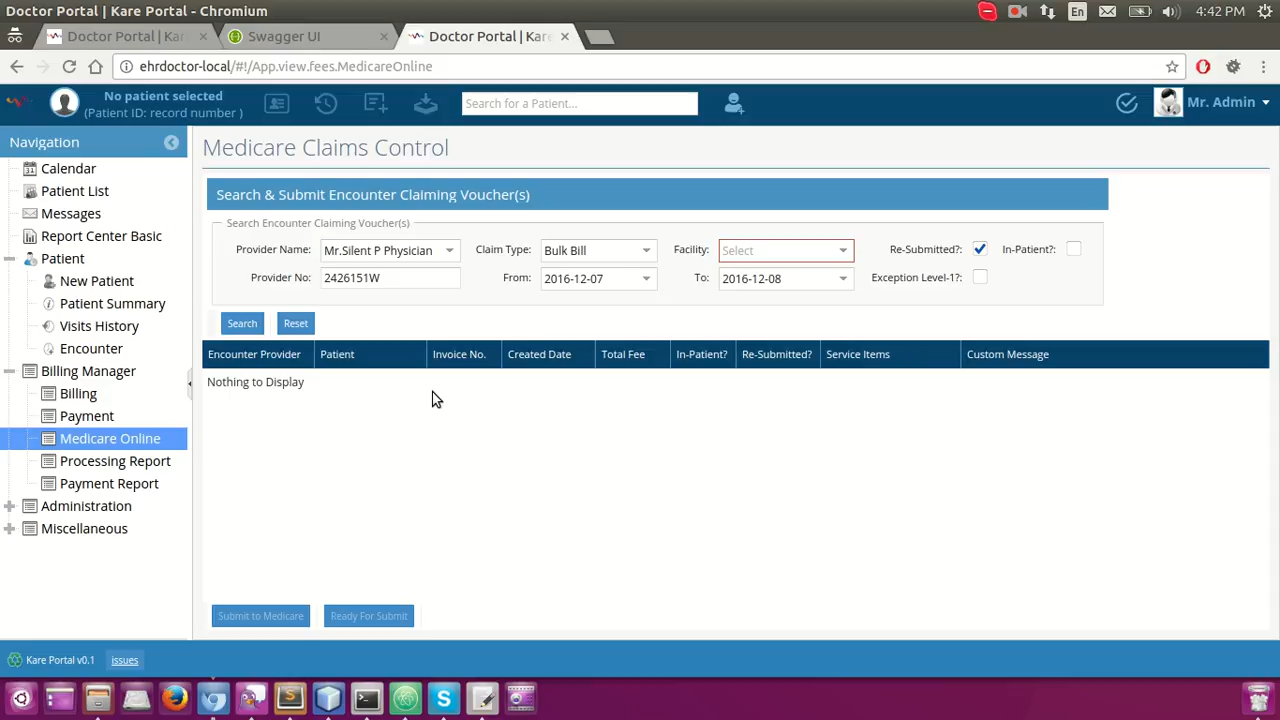 Doctor Portal | Kare Portal - Chromium
En
4:42 PM
Doctor Portal | Kar
Swagger UI
Doctor Portal | Kare
ehrdoctor-local/#!/App.view.fees.MedicareOnline
No patient selected
(Patient ID: record number )
Search for a Patient...
Mr. Admin
Navigation
Calendar
Patient List
Messages
Report Center Basic
Patient
New Patient
Patient Summary
Visits History
Encounter
Billing Manager
Billing
Payment
Medicare Online
Processing Report
Payment Report
Administration
Miscellaneous
Medicare Claims Control
Search & Submit Encounter Claiming Voucher(s)
Search Encounter Claiming Voucher(s)
Provider Name: Mr.Silent P Physician Claim Type: Bulk Bill Facility: Select Re-Submitted?: In-Patient?:
Provider No: 2426151W From: 2016-12-07 To: 2016-12-08 Exception Level-1?:
Search Reset
Encounter Provider Patient Invoice No. Created Date Total Fee In-Patient? Re-Submitted? Service Items Custom Message
Nothing to Display
Submit to Medicare Ready For Submit
Kare Portal v0.1 issues